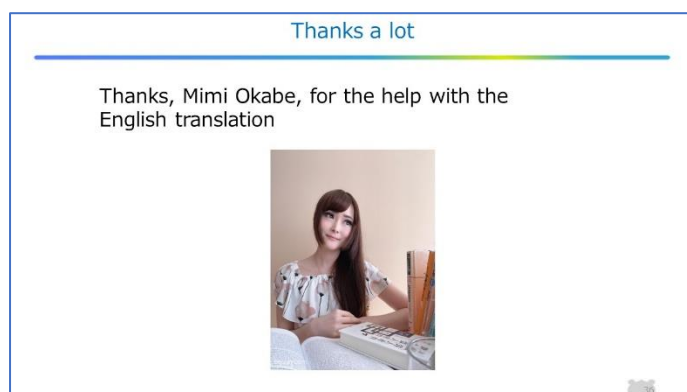 Thanks a lot
Thanks, Mimi Okabe, for the help with the
English translation